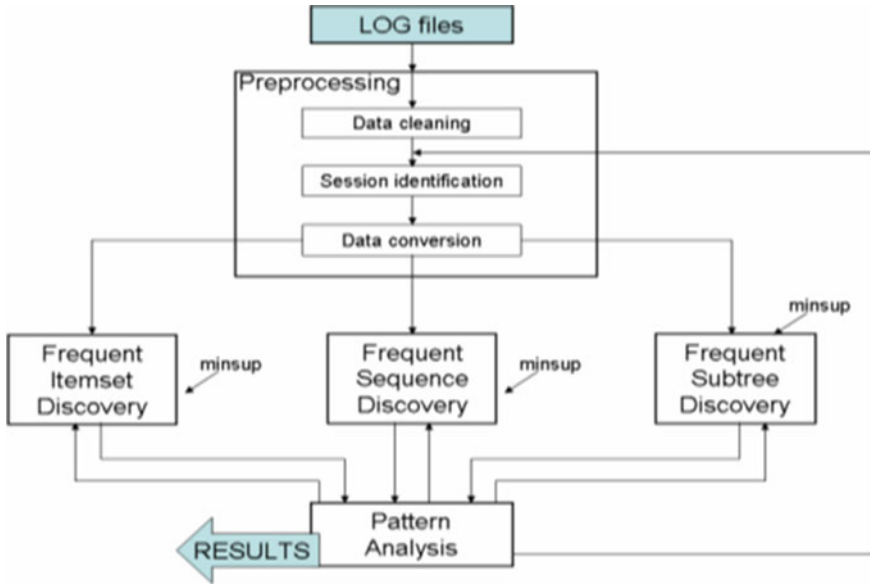 LOG files
Preprocessing
Data cleaning
Session identification
Data conversion
minsup
Frequent
Itemset
Discovery
minsup
Frequent
Sequence
Discovery
minsup
Frequent
Subtree
Discovery
Pattern
Analysis
RESULTS